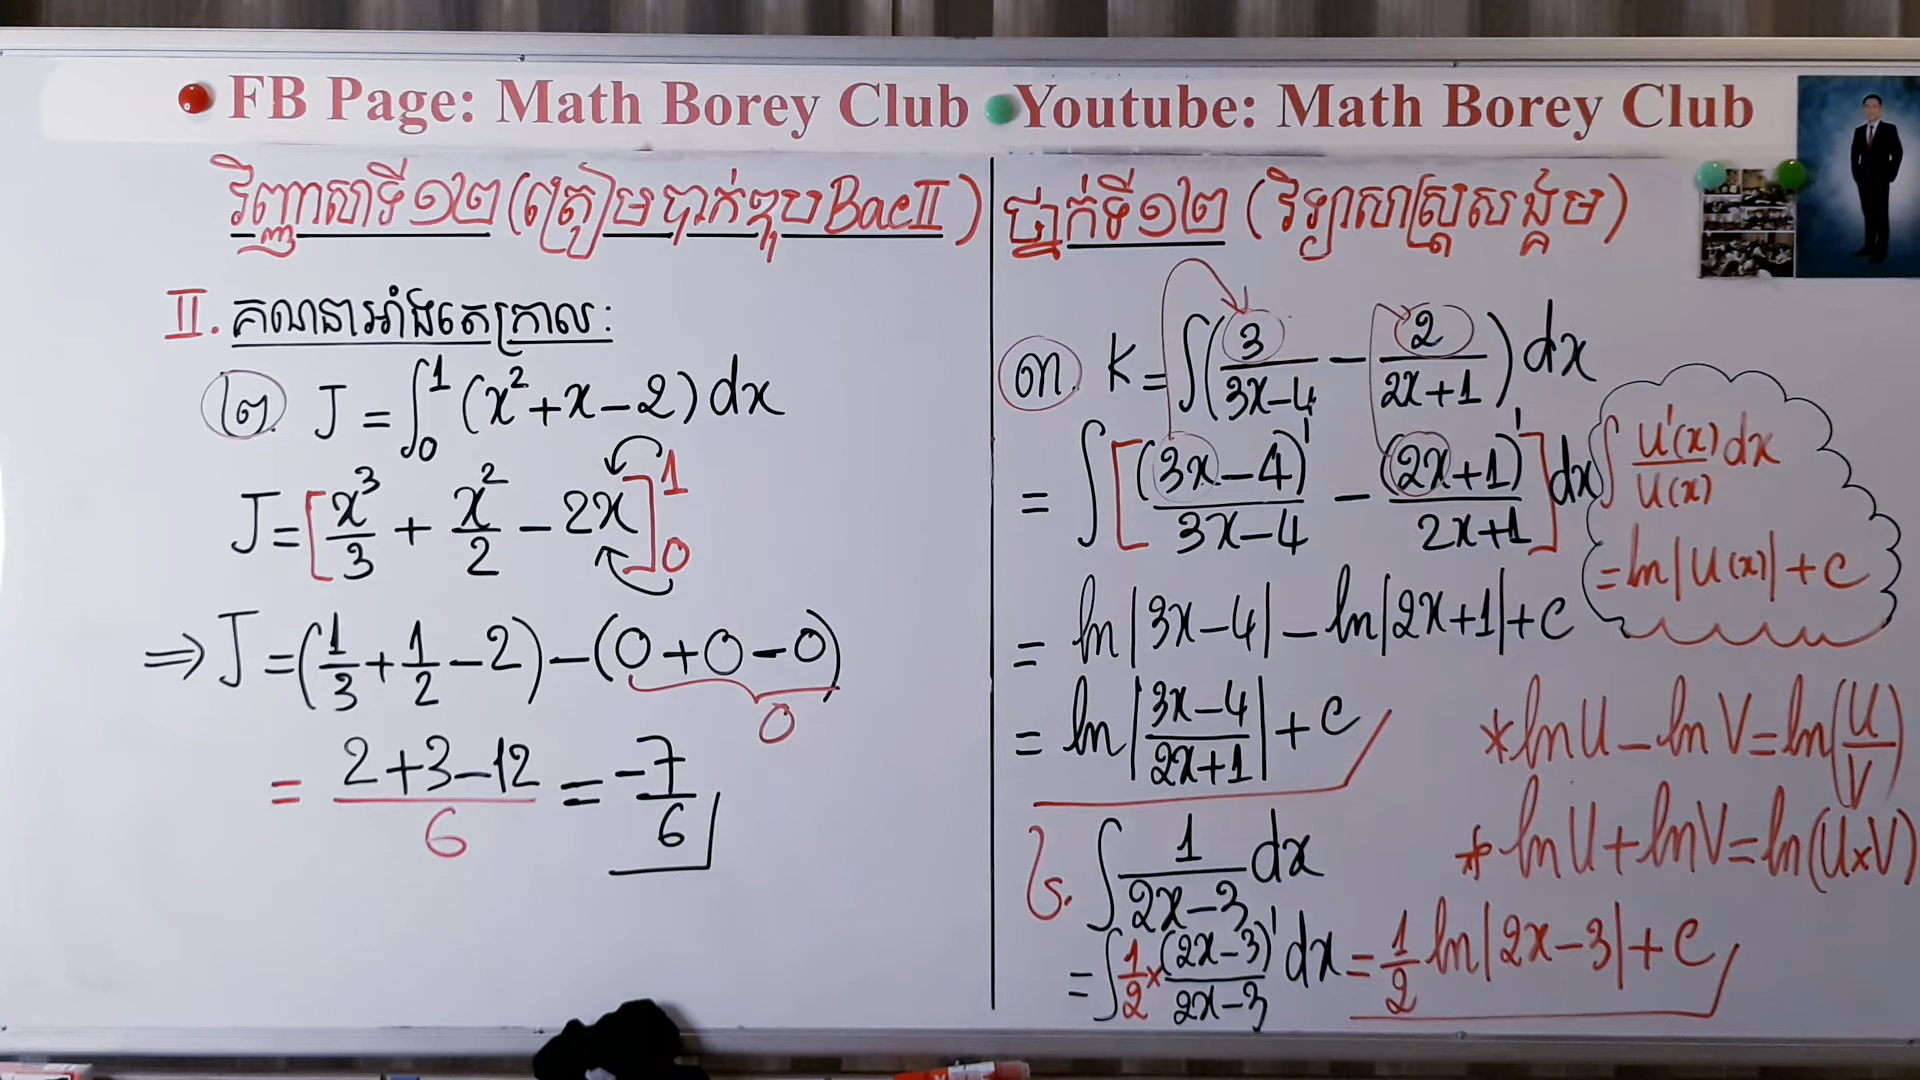 FB Page: Math Borey Club Youtube: Math Borey Club
វិញ្ញាសាទី១២ (ត្រៀមបាក់ឌុប BacII)
II. គណនាអាំងតេក្រាល:
២. J = ∫₀¹ (x² + x - 2) dx
J = [x³/3 + x²/2 - 2x]₀¹
⟹ J = (1/3 + 1/2 - 2) - (0 + 0 - 0)
0
= (2+3-12)/6 = -7/6
ថ្នាក់ទី១២ (វិទ្យាសាស្ត្រសង្គម)
៣. K = ∫(3/(3x-4) - 2/(2x+1)) dx
= ∫[(3x-4)'/(3x-4) - (2x+1)'/(2x+1)] dx
= ln|3x-4| - ln|2x+1| + c
= ln|(3x-4)/(2x+1)| + c
∫ U'(x)/U(x) dx
= ln|U(x)| + c
* ln U - ln V = ln(U/V)
* ln U + ln V = ln(U×V)
ែ. ∫ 1/(2x-3) dx
= ∫ 1/2 × (2x-3)'/(2x-3) dx = 1/2 ln|2x-3| + c